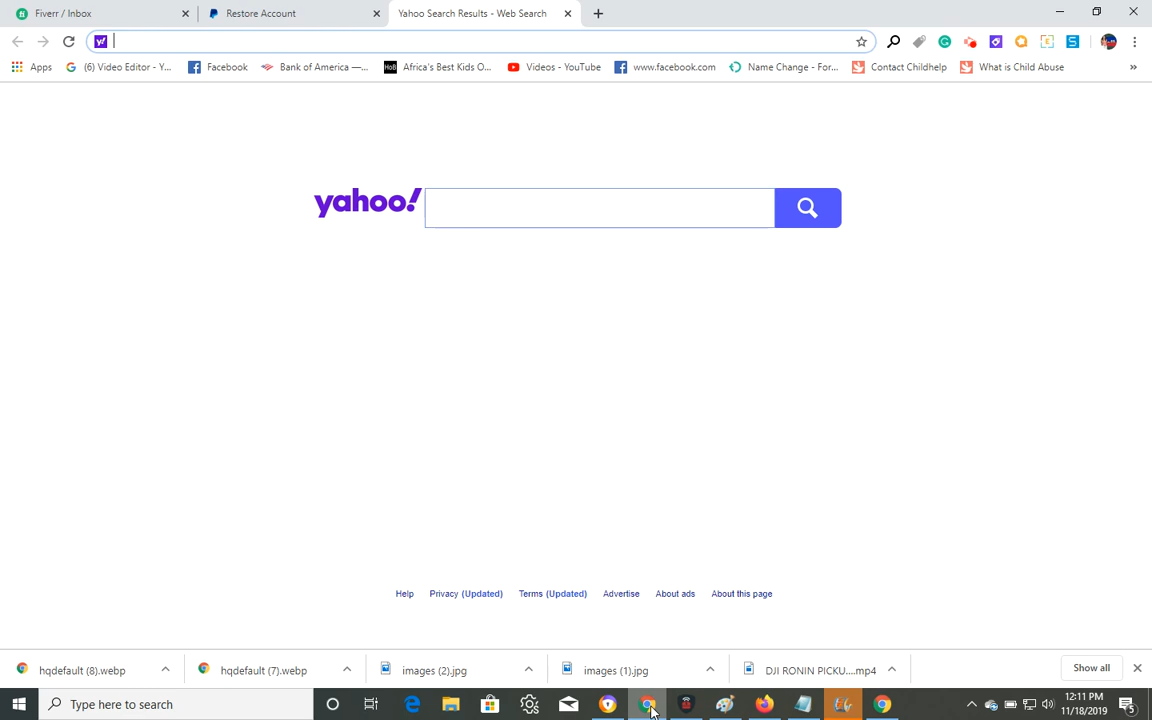 Fiverr / Inbox
Restore Account
Yahoo Search Results - Web Search
y!
Apps
(6) Video Editor - Y...
Facebook
Bank of America —...
HoB
Africa's Best Kids O...
Videos - YouTube
www.facebook.com
Name Change - For...
Contact Childhelp
What is Child Abuse
»
yahoo!
Help
Privacy (Updated)
Terms (Updated)
Advertise
About ads
About this page
hqdefault (8).webp
hqdefault (7).webp
images (2).jpg
images (1).jpg
DJI RONIN PICKU....mp4
Show all
Type here to search
12:11 PM
11/18/2019
5